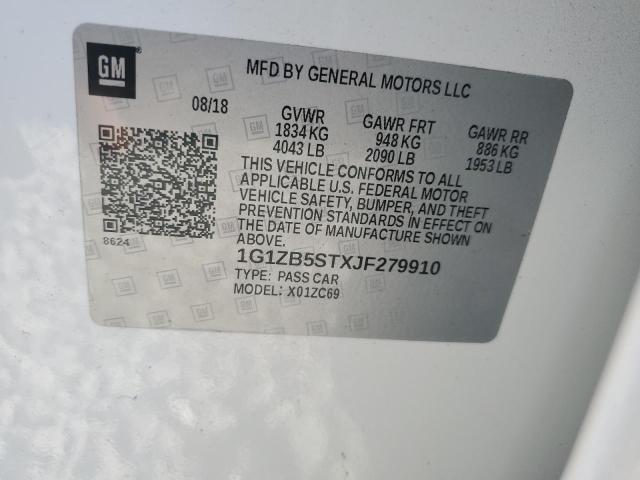 GM
MFD BY GENERAL MOTORS LLC
08/18
GVWR GAWR FRT GAWR RR
1834 KG 948 KG 886 KG
4043 LB 2090 LB 1953 LB
THIS VEHICLE CONFORMS TO ALL
APPLICABLE U.S. FEDERAL MOTOR
VEHICLE SAFETY, BUMPER, AND THEFT
PREVENTION STANDARDS IN EFFECT ON
THE DATE OF MANUFACTURE SHOWN
ABOVE.
8624
1G1ZB5STXJF279910
TYPE: PASS CAR
MODEL: X01ZC69